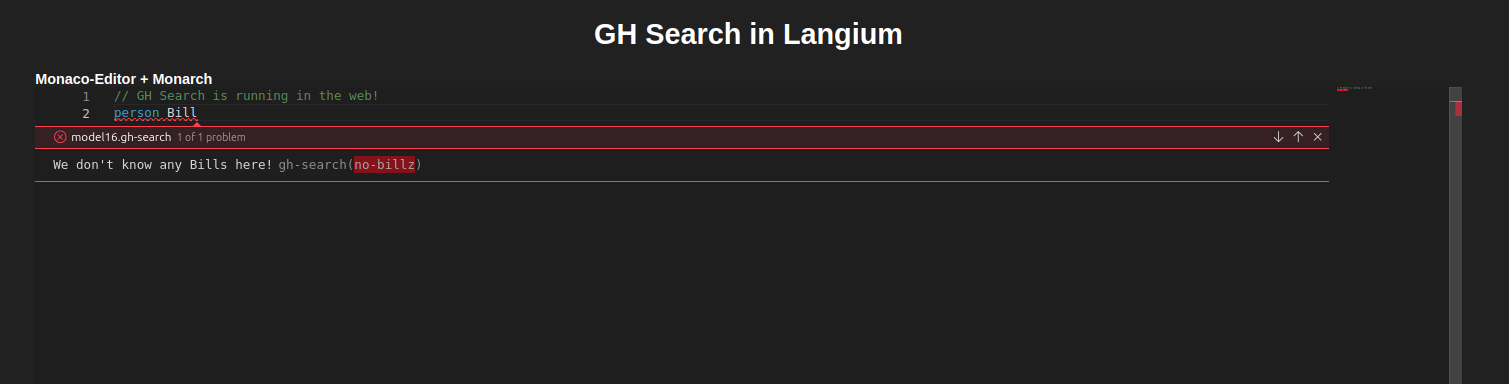 GH Search in Langium
Monaco-Editor + Monarch
1 // GH Search is running in the web!
2 person Bill
model16.gh-search 1 of 1 problem
We don't know any Bills here! gh-search(no-billz)